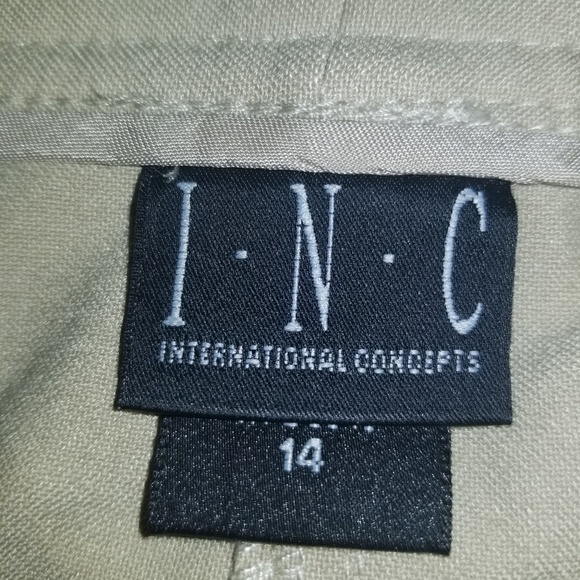 I · N · C
INTERNATIONAL CONCEPTS
14